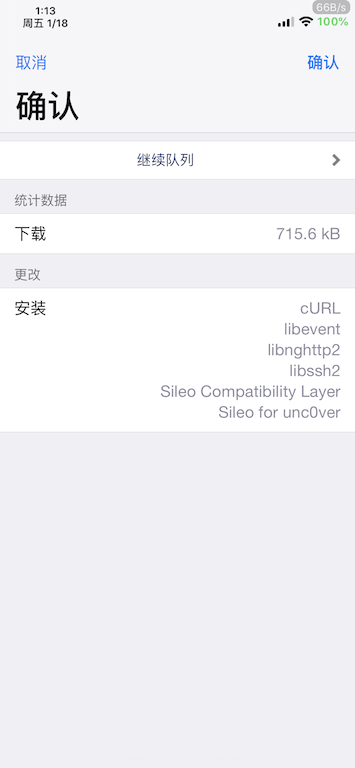 66B/s
1:13
周五 1/18
100%
取消
确认
确认
继续队列
统计数据
下载
715.6 kB
更改
安装
cURL
libevent
libnghttp2
libssh2
Sileo Compatibility Layer
Sileo for unc0ver